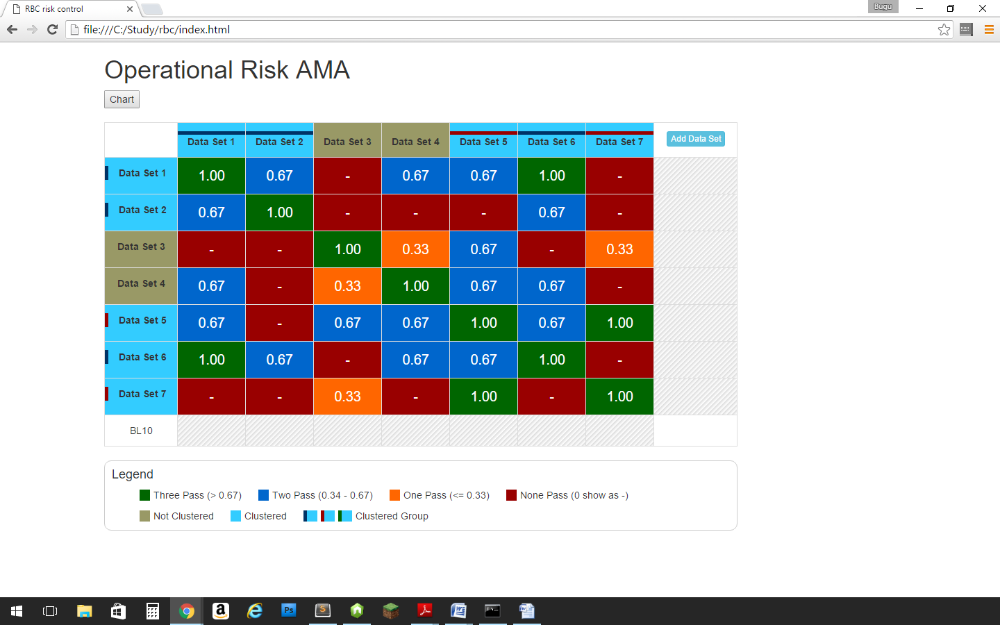 RBC risk control
Bugu
file:///C:/Study/rbc/index.html
Operational Risk AMA
Chart
Data Set 1 Data Set 2 Data Set 3 Data Set 4 Data Set 5 Data Set 6 Data Set 7 Add Data Set
Data Set 1 1.00 0.67 - 0.67 0.67 1.00 -
Data Set 2 0.67 1.00 - - - 0.67 -
Data Set 3 - - 1.00 0.33 0.67 - 0.33
Data Set 4 0.67 - 0.33 1.00 0.67 0.67 -
Data Set 5 0.67 - 0.67 0.67 1.00 0.67 1.00
Data Set 6 1.00 0.67 - 0.67 0.67 1.00 -
Data Set 7 - - 0.33 - 1.00 - 1.00
BL10
Legend
Three Pass (> 0.67) Two Pass (0.34 - 0.67) One Pass (<= 0.33) None Pass (0 show as -)
Not Clustered Clustered Clustered Group
a Ps S